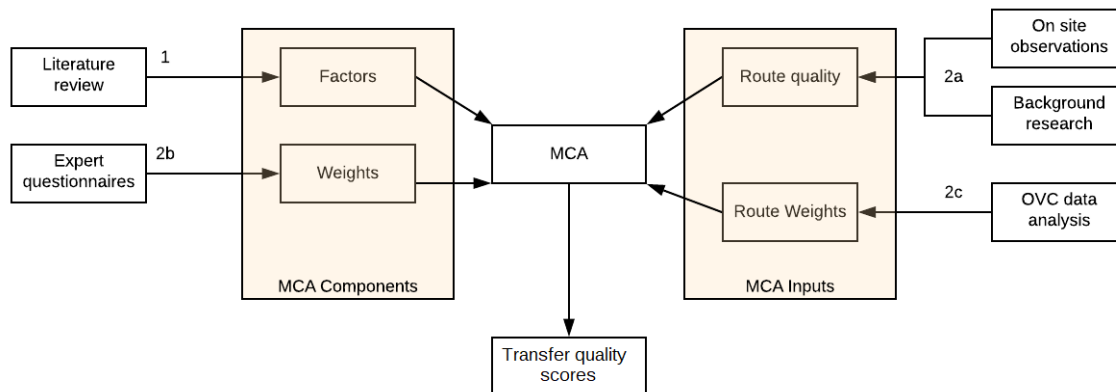 Literature
review
1
Factors
Expert
questionnaires
2b
Weights
MCA Components
MCA
Transfer quality
scores
Route quality
Route Weights
MCA Inputs
2a
On site
observations
Background
research
2c
OVC data
analysis